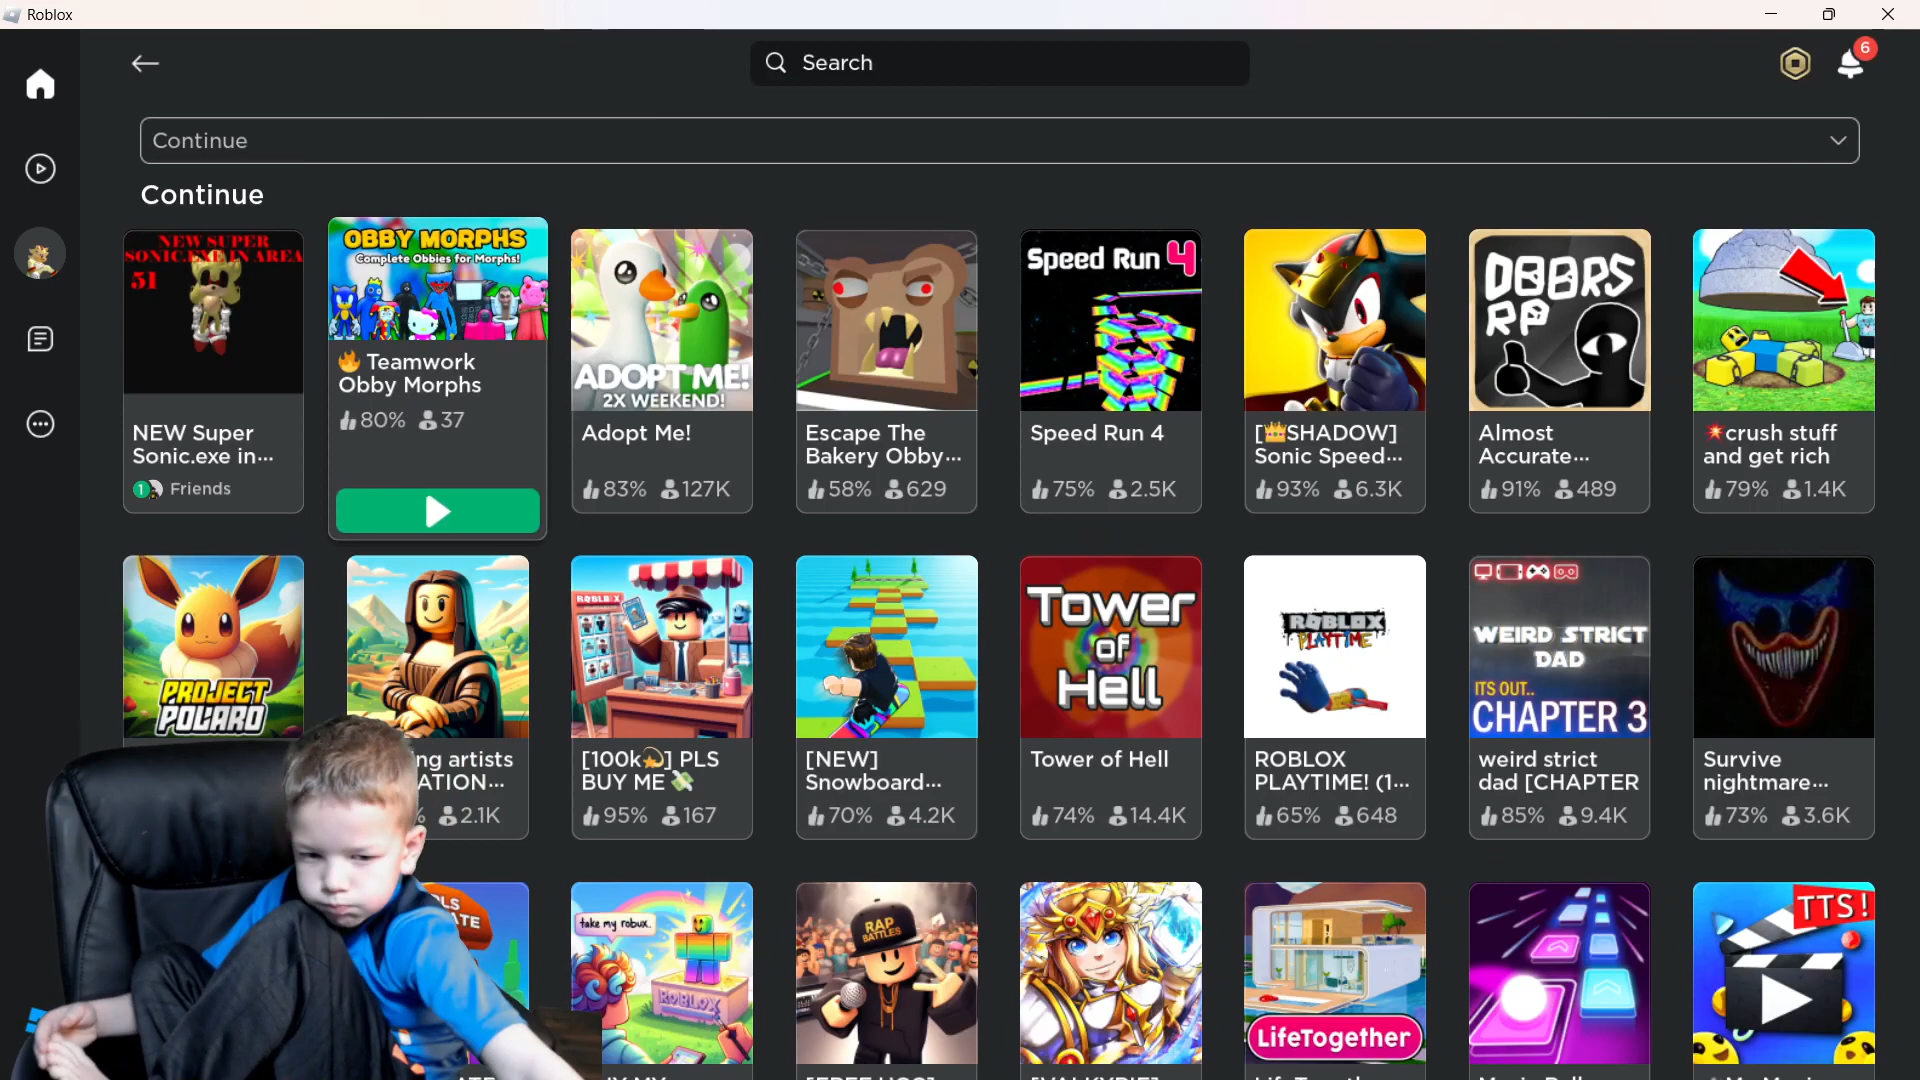 Roblox
Search
6
Continue
Continue
NEW SUPER
SONIC.EXE IN AREA
51
NEW Super
Sonic.exe in...
1 Friends
OBBY MORPHS
Complete Obbies for Morphs!
🔥 Teamwork
Obby Morphs
80% 37
ADOPT ME!
2X WEEKEND!
Adopt Me!
83% 127K
Escape The
Bakery Obby...
58% 629
Speed Run 4
Speed Run 4
75% 2.5K
[👑SHADOW]
Sonic Speed...
93% 6.3K
DOORS
RP
Almost
Accurate...
91% 489
💥crush stuff
and get rich
79% 1.4K
PROJECT
POLARO
ng artists
ATION...
% 2.1K
ROBLOX
[100k💫] PLS
BUY ME 💸
95% 167
[NEW]
Snowboard...
70% 4.2K
Tower
of
Hell
Tower of Hell
74% 14.4K
ROBLOX
PLAYTIME
ROBLOX
PLAYTIME! (1...
65% 648
WEIRD STRICT
DAD
ITS OUT..
CHAPTER 3
weird strict
dad [CHAPTER
85% 9.4K
Survive
nightmare...
73% 3.6K
LS
ATE
take my robux.
ROBLOX
RAP
BATTLES
LifeTogether
TTS!